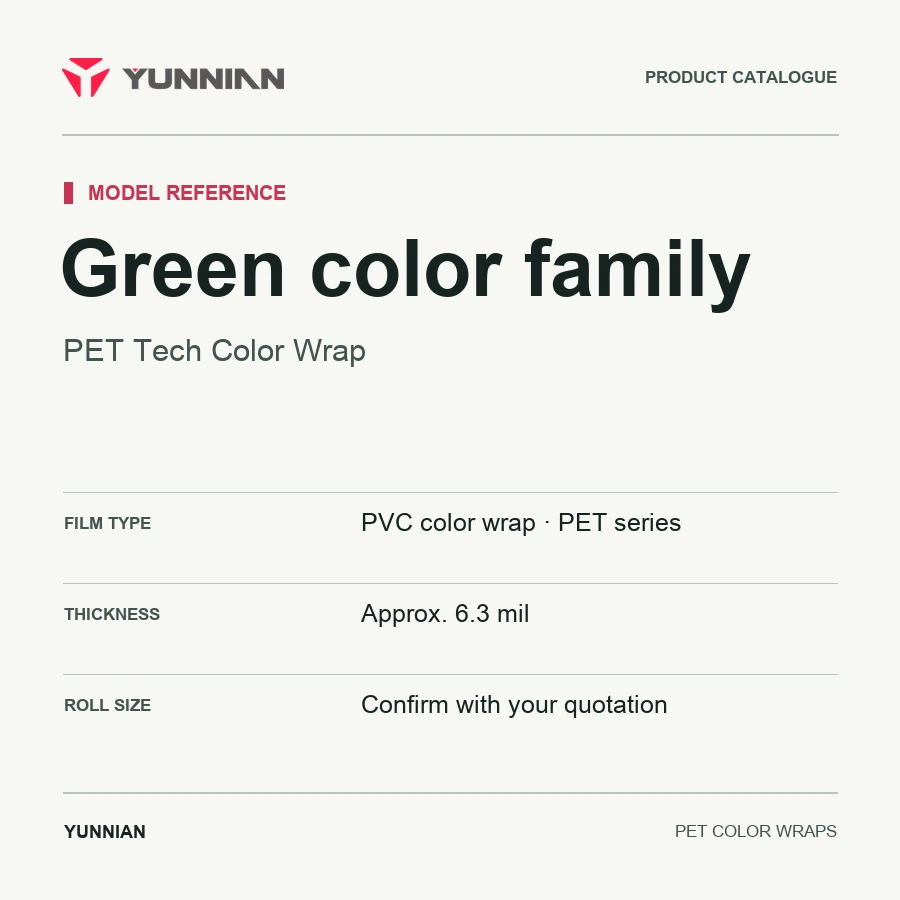 YUNNIAN
PRODUCT CATALOGUE
MODEL REFERENCE
Green color family
PET Tech Color Wrap
FILM TYPE
PVC color wrap · PET series
THICKNESS
Approx. 6.3 mil
ROLL SIZE
Confirm with your quotation
YUNNIAN
PET COLOR WRAPS